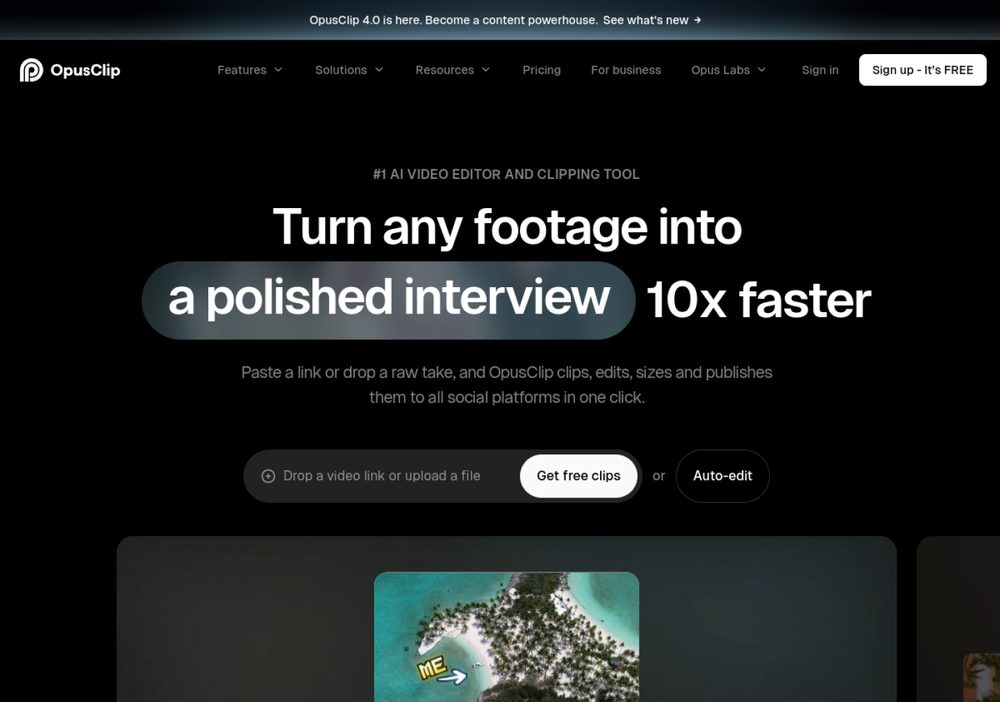 OpusClip 4.0 is here. Become a content powerhouse. See what's new →
OpusClip
Features
Solutions
Resources
Pricing
For business
Opus Labs
Sign in
Sign up - It's FREE
#1 AI VIDEO EDITOR AND CLIPPING TOOL
Turn any footage into
a polished interview 10x faster
Paste a link or drop a raw take, and OpusClip clips, edits, sizes and publishes
them to all social platforms in one click.
Drop a video link or upload a file
Get free clips
or
Auto-edit
ME